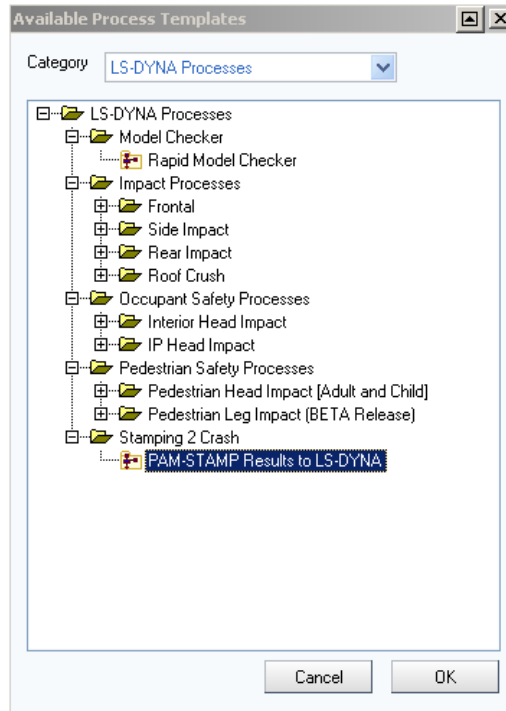 Available Process Templates
Category LS-DYNA Processes
LS-DYNA Processes
Model Checker
Rapid Model Checker
Impact Processes
Frontal
Side Impact
Rear Impact
Roof Crush
Occupant Safety Processes
Interior Head Impact
IP Head Impact
Pedestrian Safety Processes
Pedestrian Head Impact [Adult and Child]
Pedestrian Leg Impact (BETA Release)
Stamping 2 Crash
PAM-STAMP Results to LS-DYNA
Cancel OK